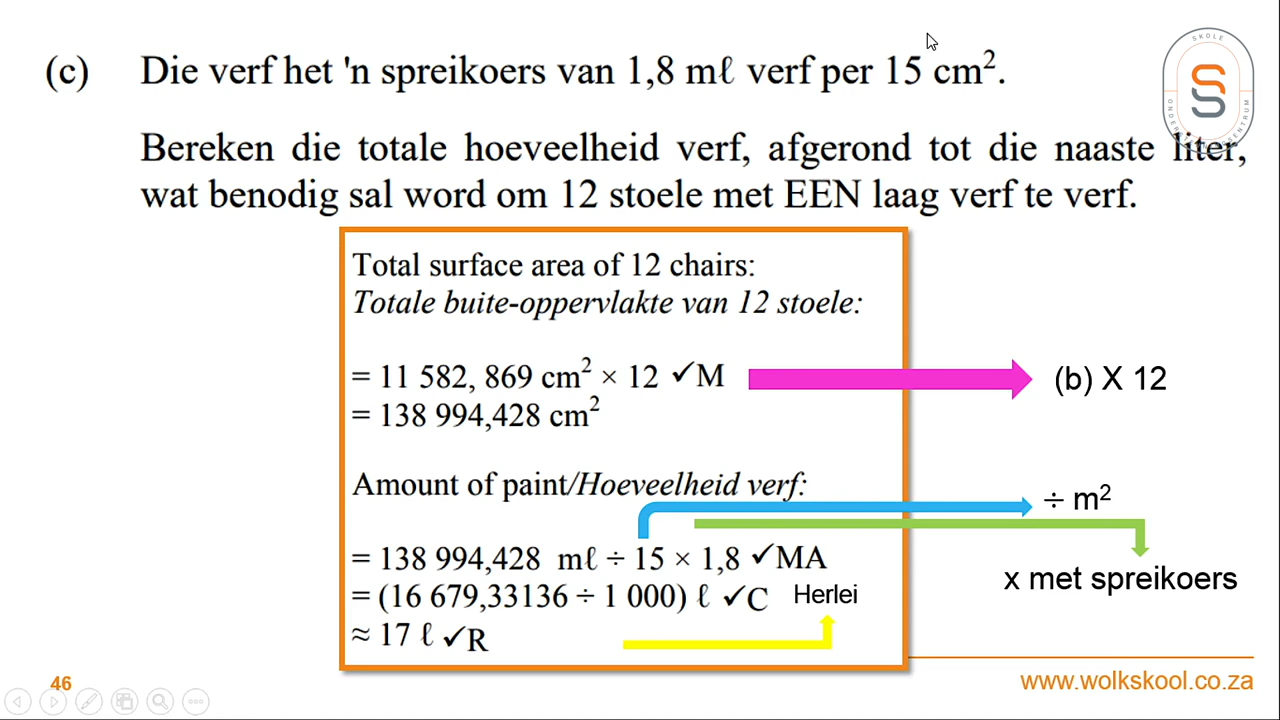 (c) Die verf het 'n spreikoers van 1,8 mℓ verf per 15 cm².
Bereken die totale hoeveelheid verf, afgerond tot die naaste liter,
wat benodig sal word om 12 stoele met EEN laag verf te verf.
SKOLE
ONDERSTEUNINGSENTRUM
Total surface area of 12 chairs:
Totale buite-oppervlakte van 12 stoele:
= 11 582, 869 cm² × 12 ✓M
(b) X 12
= 138 994,428 cm²
Amount of paint/Hoeveelheid verf:
÷ m²
= 138 994,428 mℓ ÷ 15 × 1,8 ✓MA
x met spreikoers
= (16 679,33136 ÷ 1 000) ℓ ✓C
Herlei
≈ 17 ℓ ✓R
46
www.wolkskool.co.za